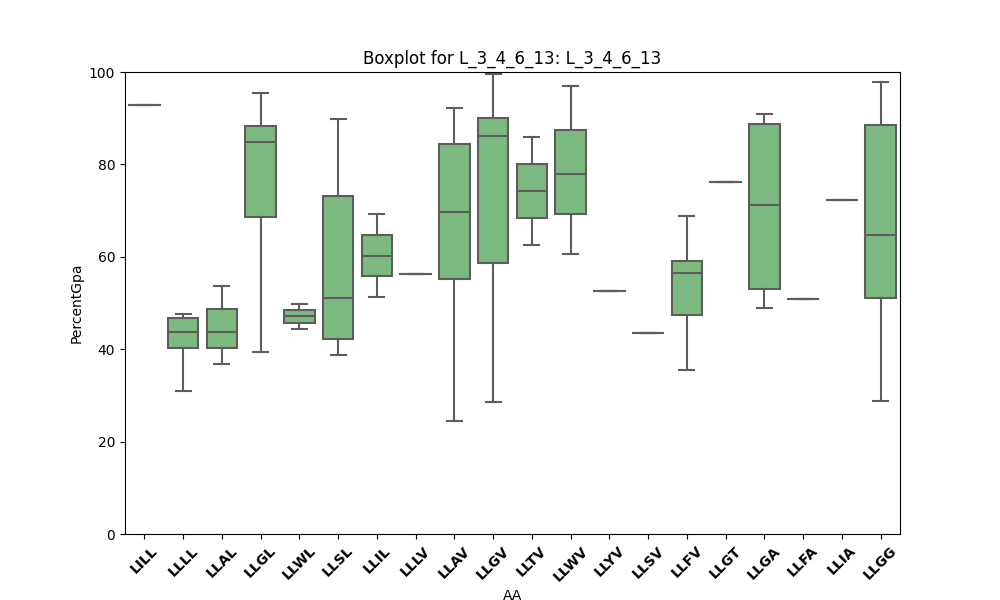 Boxplot for L_3_4_6_13: L_3_4_6_13
PercentGpa
100
80
60
40
20
0
LILL LLLL LLAL LLGL LLWL LLSL LLIL LLLV LLAV LLGV LLTV LLWV LLYV LLSV LLFV LLGT LLGA LLFA LLIA LLGG
AA